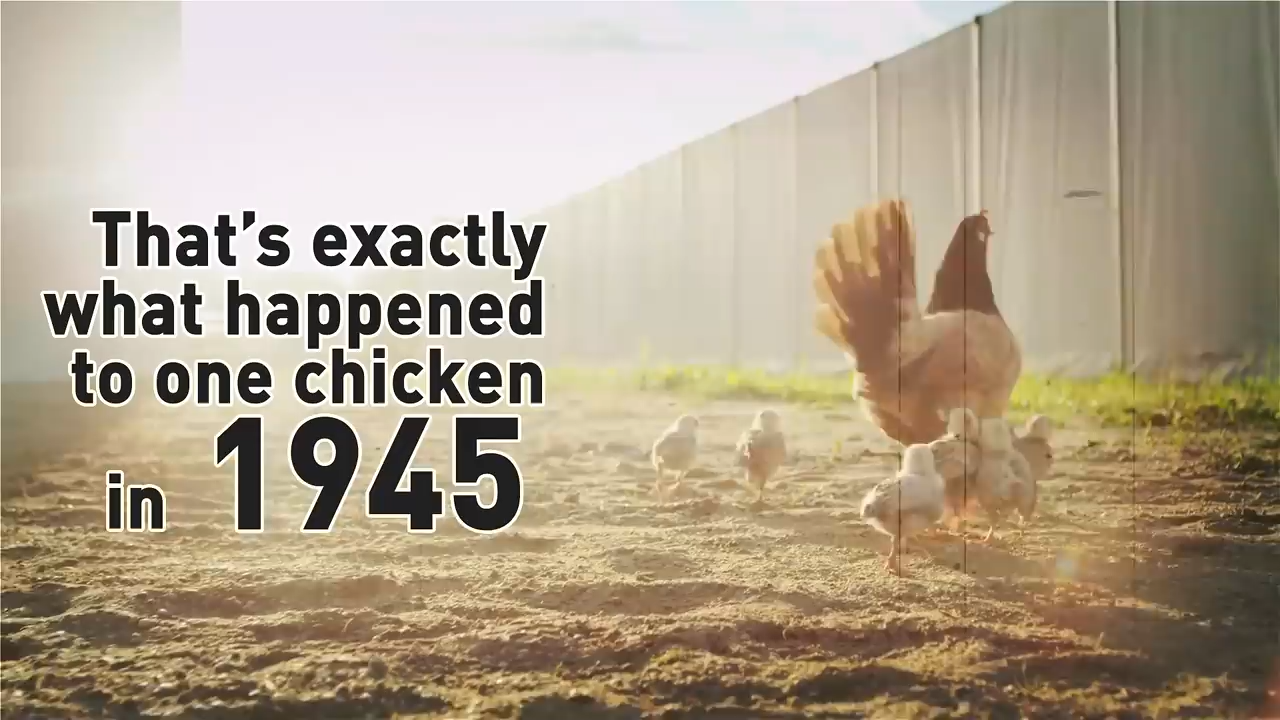 That’s exactly
what happened
to one chicken
in 1945